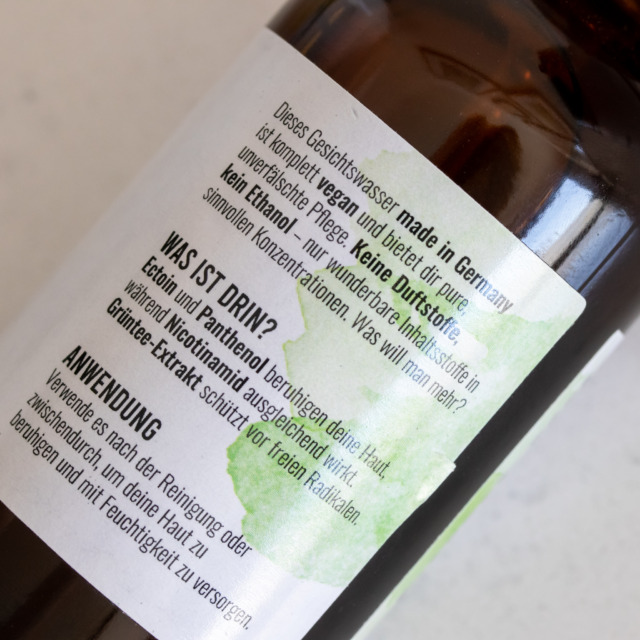 Dieses Gesichtswasser made in Germany
ist komplett vegan und bietet dir pure,
unverfälschte Pflege. Keine Duftstoffe,
kein Ethanol – nur wunderbare Inhaltsstoffe in
sinnvollen Konzentrationen. Was will man mehr?
WAS IST DRIN?
Ectoin und Panthenol beruhigen deine Haut,
während Nicotinamid ausgleichend wirkt.
Grüntee-Extrakt schützt vor freien Radikalen.
ANWENDUNG
Verwende es nach der Reinigung oder
zwischendurch, um deine Haut zu
beruhigen und mit Feuchtigkeit zu versorgen.